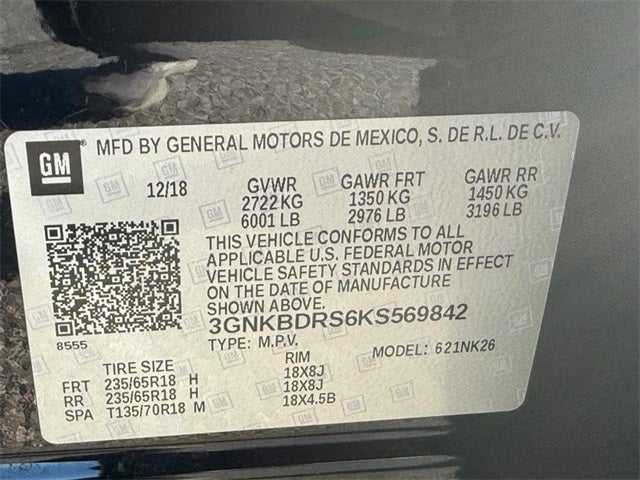 GM MFD BY GENERAL MOTORS DE MEXICO, S. DE R.L. DE C.V.
12/18 GVWR GAWR FRT GAWR RR
2722 KG 1350 KG 1450 KG
6001 LB 2976 LB 3196 LB
THIS VEHICLE CONFORMS TO ALL
APPLICABLE U.S. FEDERAL MOTOR
VEHICLE SAFETY STANDARDS IN EFFECT
ON THE DATE OF MANUFACTURE
SHOWN ABOVE.
3GNKBDRS6KS569842
8555 TYPE: M.P.V. MODEL: 621NK26
TIRE SIZE RIM
FRT 235/65R18 H 18X8J
RR 235/65R18 H 18X8J
SPA T135/70R18 M 18X4.5B